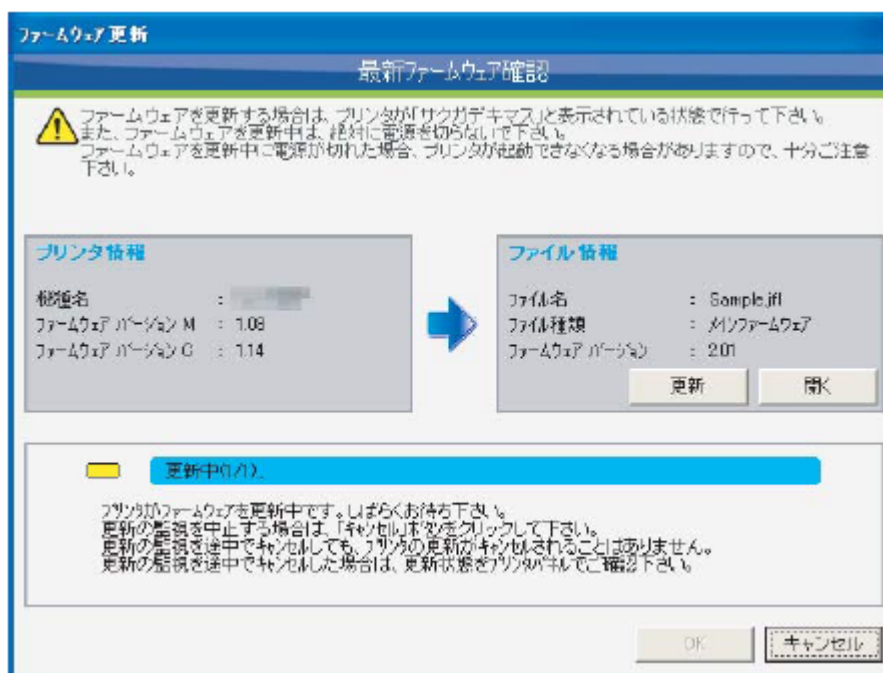 ファームウェア更新
最新ファームウェア確認
ファームウェアを更新する場合は、プリンタが「サクガデキマス」と表示されている状態で行って下さい。
また、ファームウェアを更新中は、絶対に電源を切らないで下さい。
ファームウェアを更新中に電源が切れた場合、プリンタが起動できなくなる場合がありますので、十分ご注意
下さい。
プリンタ情報
機種名 :
ファームウェア バージョン M : 1.08
ファームウェア バージョン G : 1.14
ファイル情報
ファイル名 : Sample.jfl
ファイル種類 : メインファームウェア
ファームウェア バージョン : 2.01
更新 開く
更新中(1/1)...
プリンタがファームウェアを更新中です。しばらくお待ち下さい。
更新の監視を中止する場合は、「キャンセル」ボタンをクリックして下さい。
更新の監視を途中でキャンセルしても、プリンタの更新がキャンセルされることはありません。
更新の監視を途中でキャンセルした場合は、更新状態をプリンタパネルでご確認下さい。
OK キャンセル